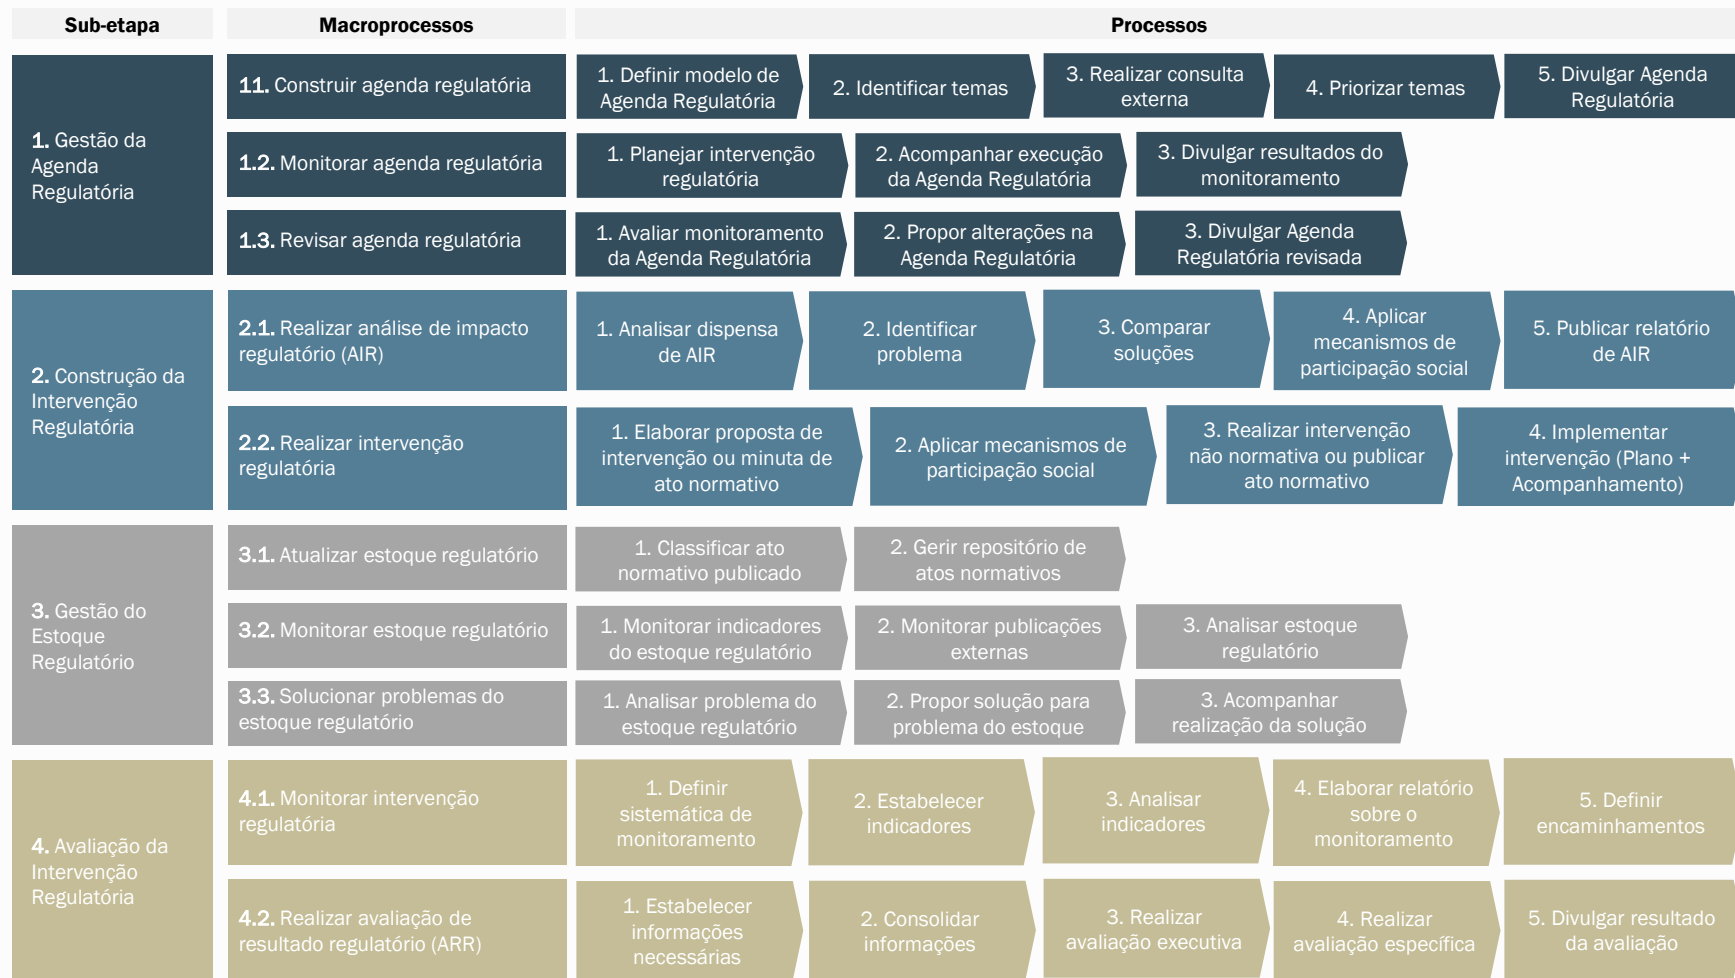 Sub-etapa
Macroprocessos
Processos
1. Gestão da
Agenda
Regulatória
11. Construir agenda regulatória
1. Definir modelo de
Agenda Regulatória
2. Identificar temas
3. Realizar consulta
externa
4. Priorizar temas
5. Divulgar Agenda
Regulatória
1.2. Monitorar agenda regulatória
1. Planejar intervenção
regulatória
2. Acompanhar execução
da Agenda Regulatória
3. Divulgar resultados do
monitoramento
1.3. Revisar agenda regulatória
1. Avaliar monitoramento
da Agenda Regulatória
2. Propor alterações na
Agenda Regulatória
3. Divulgar Agenda
Regulatória revisada
2. Construção da
Intervenção
Regulatória
2.1. Realizar análise de impacto
regulatório (AIR)
1. Analisar dispensa
de AIR
2. Identificar
problema
3. Comparar
soluções
4. Aplicar
mecanismos de
participação social
5. Publicar relatório
de AIR
2.2. Realizar intervenção
regulatória
1. Elaborar proposta de
intervenção ou minuta de
ato normativo
2. Aplicar mecanismos de
participação social
3. Realizar intervenção
não normativa ou publicar
ato normativo
4. Implementar
intervenção (Plano +
Acompanhamento)
3. Gestão do
Estoque
Regulatório
3.1. Atualizar estoque regulatório
1. Classificar ato
normativo publicado
2. Gerir repositório de
atos normativos
3.2. Monitorar estoque regulatório
1. Monitorar indicadores
do estoque regulatório
2. Monitorar publicações
externas
3. Analisar estoque
regulatório
3.3. Solucionar problemas do
estoque regulatório
1. Analisar problema do
estoque regulatório
2. Propor solução para
problema do estoque
3. Acompanhar
realização da solução
4. Avaliação da
Intervenção
Regulatória
4.1. Monitorar intervenção
regulatória
1. Definir
sistemática de
monitoramento
2. Estabelecer
indicadores
3. Analisar
indicadores
4. Elaborar relatório
sobre o
monitoramento
5. Definir
encaminhamentos
4.2. Realizar avaliação de
resultado regulatório (ARR)
1. Estabelecer
informações
necessárias
2. Consolidar
informações
3. Realizar
avaliação executiva
4. Realizar
avaliação específica
5. Divulgar resultado
da avaliação